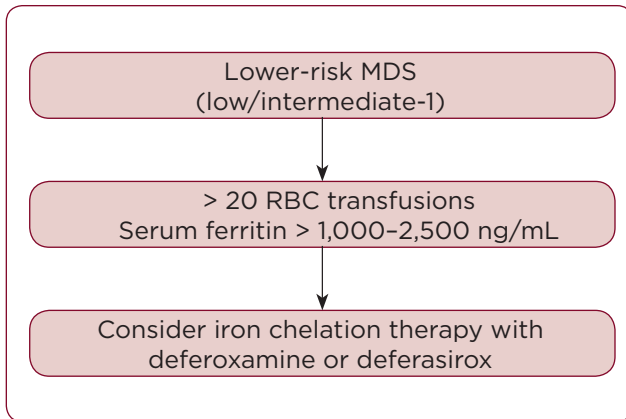 Lower-risk MDS
(low/intermediate-1)
> 20 RBC transfusions
Serum ferritin > 1,000–2,500 ng/mL
Consider iron chelation therapy with
deferoxamine or deferasirox